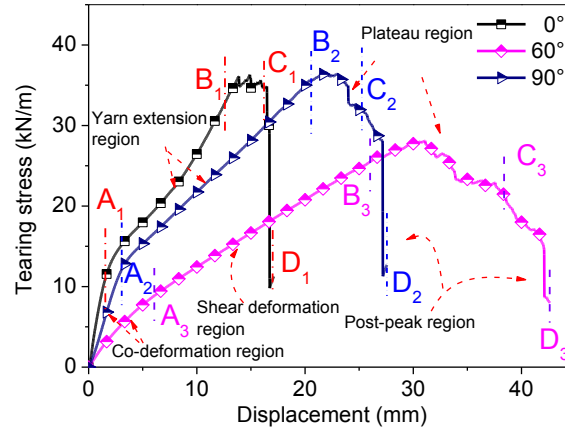 Tearing stress (kN/m)
40
30
20
10
0
0 10 20 30 40
Displacement (mm)
0°
60°
90°
Plateau region
Yarn extension
region
Shear deformation
region
Co-deformation region
Post-peak region
A1
B1
C1
D1
A2
B2
C2
D2
A3
B3
C3
D3